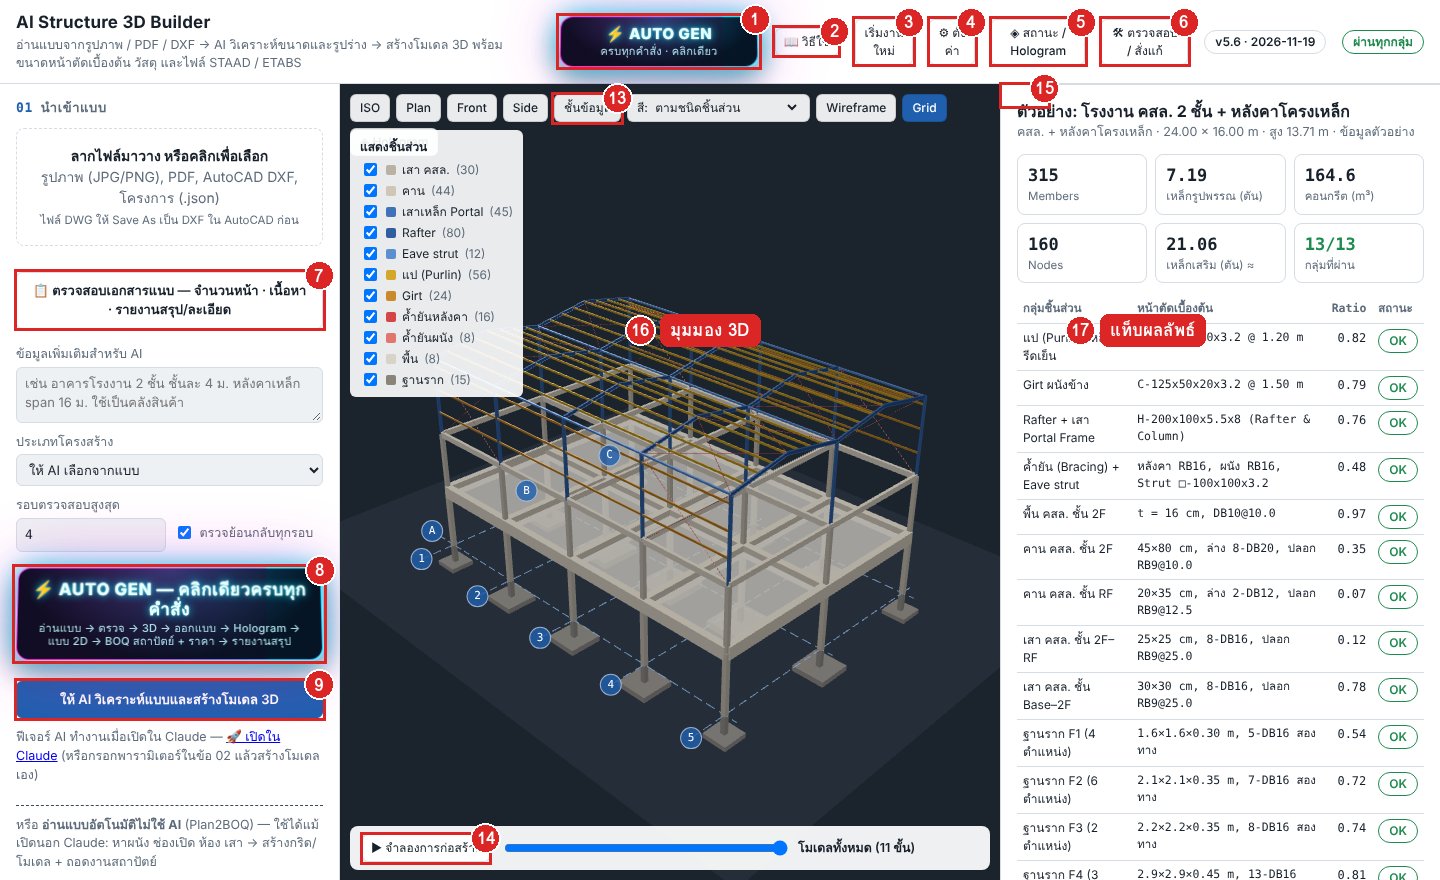 AI Structure 3D Builder
อ่านแบบจากรูปภาพ / PDF / DXF → AI วิเคราะห์ขนาดและรูปร่าง → สร้างโมเดล 3D พร้อม
ขนาดหน้าตัดเบื้องต้น วัสดุ และไฟล์ STAAD / ETABS
⚡ AUTO GEN
ครบทุกคำสั่ง · คลิกเดียว
1
📖
2
ใหม่
3
⚙
ค่า
4
◈ สถานะ /
Hologram
5
🛠 ตรวจสอบ
/ สั่งแก้
6
v5.6 · 2026-11-19
ผ่านทุกกลุ่ม
01 นำเข้าแบบ
ลากไฟล์มาวาง หรือคลิกเพื่อเลือก
รูปภาพ (JPG/PNG), PDF, AutoCAD DXF,
โครงการ (.json)
ไฟล์ DWG ให้ Save As เป็น DXF ใน AutoCAD ก่อน
📋 ตรวจสอบเอกสารแบบ — จำนวนหน้า · เนื้อหา
· รายงานสรุป/ละเอียด
7
ข้อมูลเพิ่มเติมสำหรับ AI
เช่น อาคารโรงงาน 2 ชั้น ชั้นละ 4 ม. หลังคาเหล็ก
span 16 ม. ใช้เป็นคลังสินค้า
ประเภทโครงสร้าง
ให้ AI เลือกจากแบบ
รอบตรวจสอบสูงสุด
4
ตรวจย้อนกลับทุกรอบ
⚡ AUTO GEN — คลิกเดียวครบทุก
คำสั่ง
อ่านแบบ → ตรวจ → 3D → ออกแบบ → Hologram →
แบบ 2D → BOQ สถาปัตย์ + ราคา → รายงานสรุป
8
ให้ AI วิเคราะห์แบบและสร้างโมเดล 3D
9
ฟีเจอร์ AI ทำงานเมื่อเปิดใน Claude — 🚀 เปิดใน
Claude (หรือกรอกพารามิเตอร์ในข้อ 02 แล้วสร้างโมเดล
เอง)
หรือ อ่านแบบอัตโนมัติไม่ใช้ AI (Plan2BOQ) — ใช้ได้แม้
เปิดนอก Claude: หาผนัง ช่องเปิด ห้อง เสา → สร้างกริด/
โมเดล + ถอดงานสถาปัตย์
ISO
Plan
Front
Side
13
สี: ตามชนิดชิ้นส่วน
Wireframe
Grid
แสดงชิ้นส่วน
เสา คสล. (30)
คาน (44)
เสาเหล็ก Portal (45)
Rafter (80)
Eave strut (12)
แป (Purlin) (56)
Girt (24)
ค้ำยันหลังคา (16)
ค้ำยันผนัง (8)
พื้น (8)
ฐานราก (15)
16 มุมมอง 3D
C
B
A
1
2
3
4
5
▶ 
14
โมเดลทั้งหมด (11 ชั้น)
15
ตัวอย่าง: โรงงาน คสล. 2 ชั้น + หลังคาโครงเหล็ก
คสล. + หลังคาโครงเหล็ก · 24.00 × 16.00 m · สูง 13.71 m · ข้อมูลตัวอย่าง
315
Members
7.19
เหล็กรูปพรรณ (ตัน)
164.6
คอนกรีต (m³)
160
Nodes
21.06
เหล็กเสริม (ตัน) ≈
13/13
กลุ่มที่ผ่าน
กลุ่มชิ้นส่วน หน้าตัดเบื้องต้น Ratio สถานะ
17 แท็บผลลัพธ์
แป 0x3.2 @ 1.20 0.82 OK
รีดเย็น m
Girt ผนังข้าง C-125x50x20x3.2 @ 1.50 m 0.79 OK
Rafter + เสา H-200x100x5.5x8 (Rafter & 0.76 OK
Portal Frame Column)
ค้ำยัน (Bracing) + หลังคา RB16, ผนัง RB16, 0.48 OK
Eave strut Strut □-100x100x3.2
พื้น คสล. ชั้น 2F t = 16 cm, DB10@10.0 0.97 OK
คาน คสล. ชั้น 2F 45×80 cm, ล่าง 8-DB20, ปลอก 0.35 OK
RB9@10.0
คาน คสล. ชั้น RF 20×35 cm, ล่าง 2-DB12, ปลอก 0.07 OK
RB9@12.5
เสา คสล. ชั้น 2F– 25×25 cm, 8-DB16, ปลอก 0.12 OK
RF RB9@25.0
เสา คสล. ชั้น 30×30 cm, 8-DB16, ปลอก 0.78 OK
Base–2F RB9@25.0
ฐานราก F1 (4 1.6×1.6×0.30 m, 5-DB16 สอง 0.54 OK
ตำแหน่ง) ทาง
ฐานราก F2 (6 2.1×2.1×0.35 m, 7-DB16 สอง 0.72 OK
ตำแหน่ง) ทาง
ฐานราก F3 (2 2.2×2.2×0.35 m, 8-DB16 สอง 0.74 OK
ตำแหน่ง) ทาง
ฐานราก F4 (3 2.9×2.9×0.45 m, 13-DB16 0.81 OK